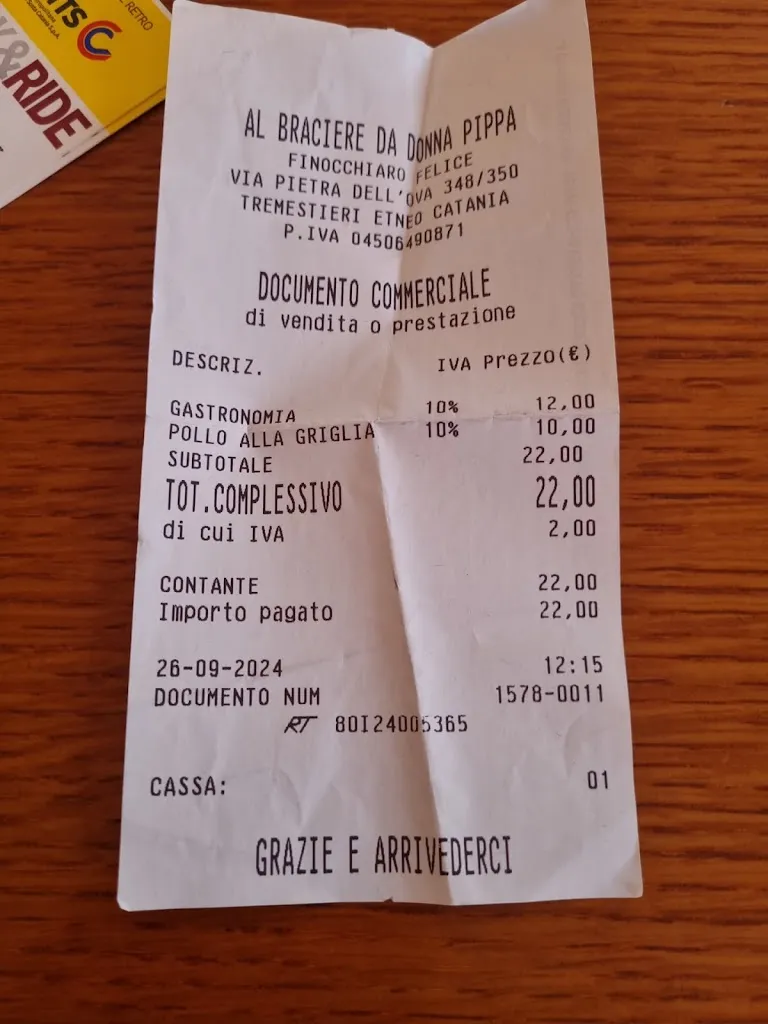 NTS
RETRO
&RIDE
AL BRACIERE DA DONNA PIPPA
FINOCCHIARO FELICE
VIA PIETRA DELL'OVA 348/350
TREMESTIERI ETNEO CATANIA
P.IVA 04506490871
DOCUMENTO COMMERCIALE
di vendita o prestazione
DESCRIZ. IVA Prezzo(€)
GASTRONOMIA 10% 12,00
POLLO ALLA GRIGLIA 10% 10,00
SUBTOTALE 22,00
TOT.COMPLESSIVO 22,00
di cui IVA 2,00
CONTANTE 22,00
Importo pagato 22,00
26-09-2024 12:15
DOCUMENTO NUM 1578-0011
RT 80I24005365
CASSA: 01
GRAZIE E ARRIVEDERCI